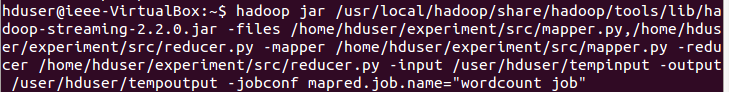 hduser@ieee-VirtualBox:~$ hadoop jar /usr/local/hadoop/share/hadoop/tools/lib/ha
doop-streaming-2.2.0.jar -files /home/hduser/experiment/src/mapper.py,/home/hdus
er/experiment/src/reducer.py -mapper /home/hduser/experiment/src/mapper.py -redu
cer /home/hduser/experiment/src/reducer.py -input /user/hduser/tempinput -output
 /user/hduser/tempoutput -jobconf mapred.job.name="wordcount job"